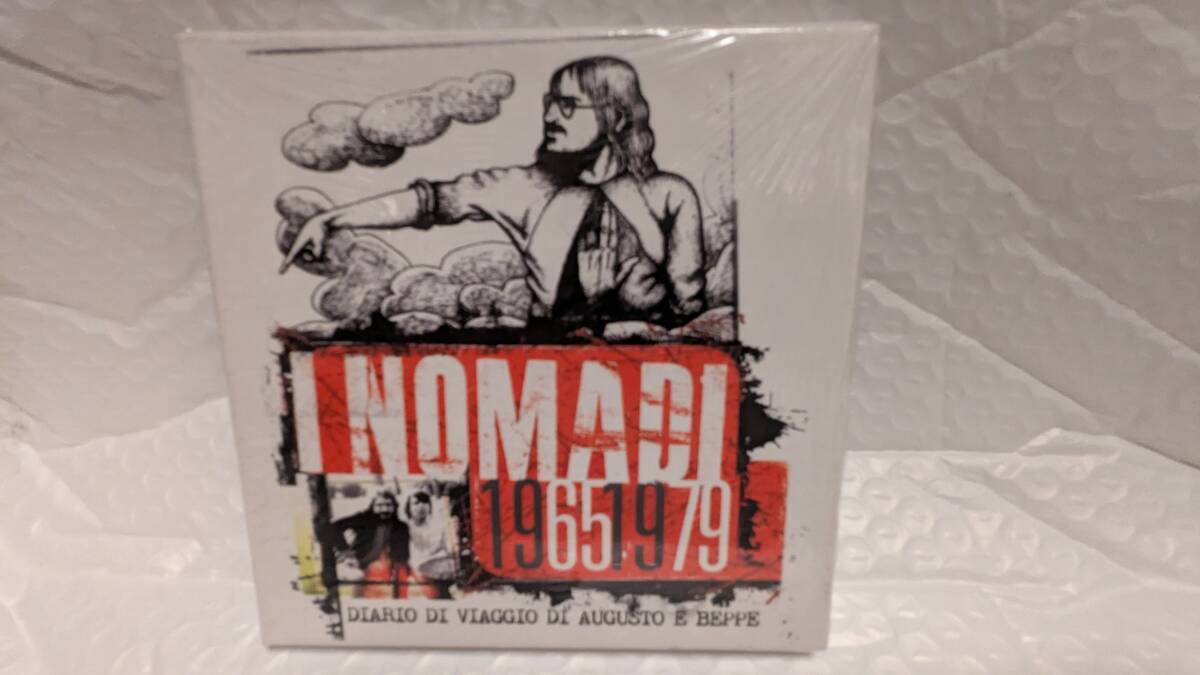 I NOMADI
19651979
DIARIO DI VIAGGIO DI AUGUSTO E BEPPE